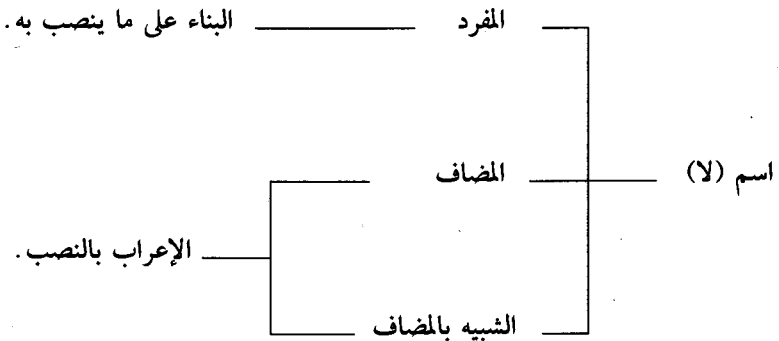 المفرد البناء على ما ينصب به.
اسم (لا) المضاف
الإعراب بالنصب.
الشبيه بالمضاف